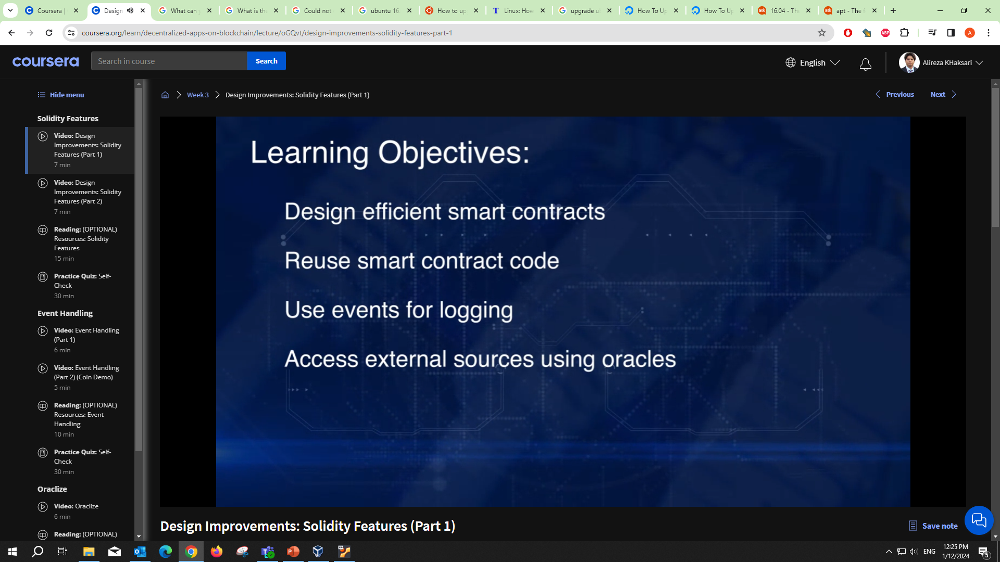 Coursera |
Design
What can
What is the
Could not
ubuntu 16.
How to up
Linux: How
upgrade u
How To Up
How To Up
16.04 - The
apt - The f
coursera.org/learn/decentralized-apps-on-blockchain/lecture/oGQvt/design-improvements-solidity-features-part-1
ABP
A
coursera
Search in course
Search
English
Alireza KHaksari
Hide menu
Week 3
Design Improvements: Solidity Features (Part 1)
Previous
Next
Solidity Features
Video: Design
Improvements: Solidity
Features (Part 1)
7 min
Video: Design
Improvements: Solidity
Features (Part 2)
7 min
Reading: (OPTIONAL)
Resources: Solidity
Features
15 min
Practice Quiz: Self-
Check
30 min
Event Handling
Video: Event Handling
(Part 1)
6 min
Video: Event Handling
(Part 2) (Coin Demo)
5 min
Reading: (OPTIONAL)
Resources: Event
Handling
10 min
Practice Quiz: Self-
Check
30 min
Oraclize
Video: Oraclize
6 min
Reading: (OPTIONAL)
Learning Objectives:
Design efficient smart contracts
Reuse smart contract code
Use events for logging
Access external sources using oracles
Design Improvements: Solidity Features (Part 1)
Save note
ENG
12:25 PM
1/12/2024
5